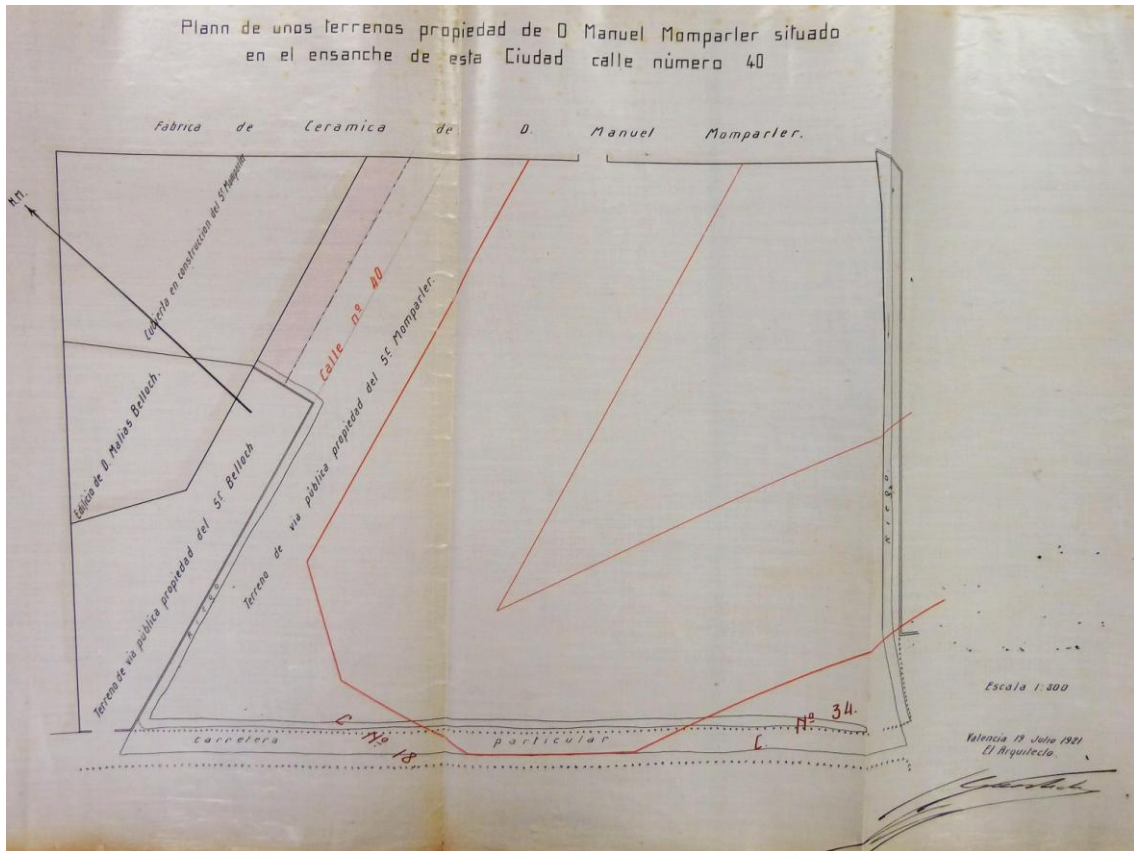 Plano de unos terrenos propiedad de D Manuel Momparler situado
en el ensanche de esta Ciudad calle número 40
Fabrica de Ceramica de D. Manuel Momparler.
N.M.
Cubierta en construccion del Sr. Momparler
Calle nº 40
Terreno de via pública propiedad del Sr. Momparler.
Edificio de D. Matias Belloch.
Terreno de via pública propiedad del Sr. Belloch
Riego
Riego
C Nº 18
C. Nº 34.
carretera particular
Escala 1:300
Valencia 19 Julio 1921
El Arquitecto.